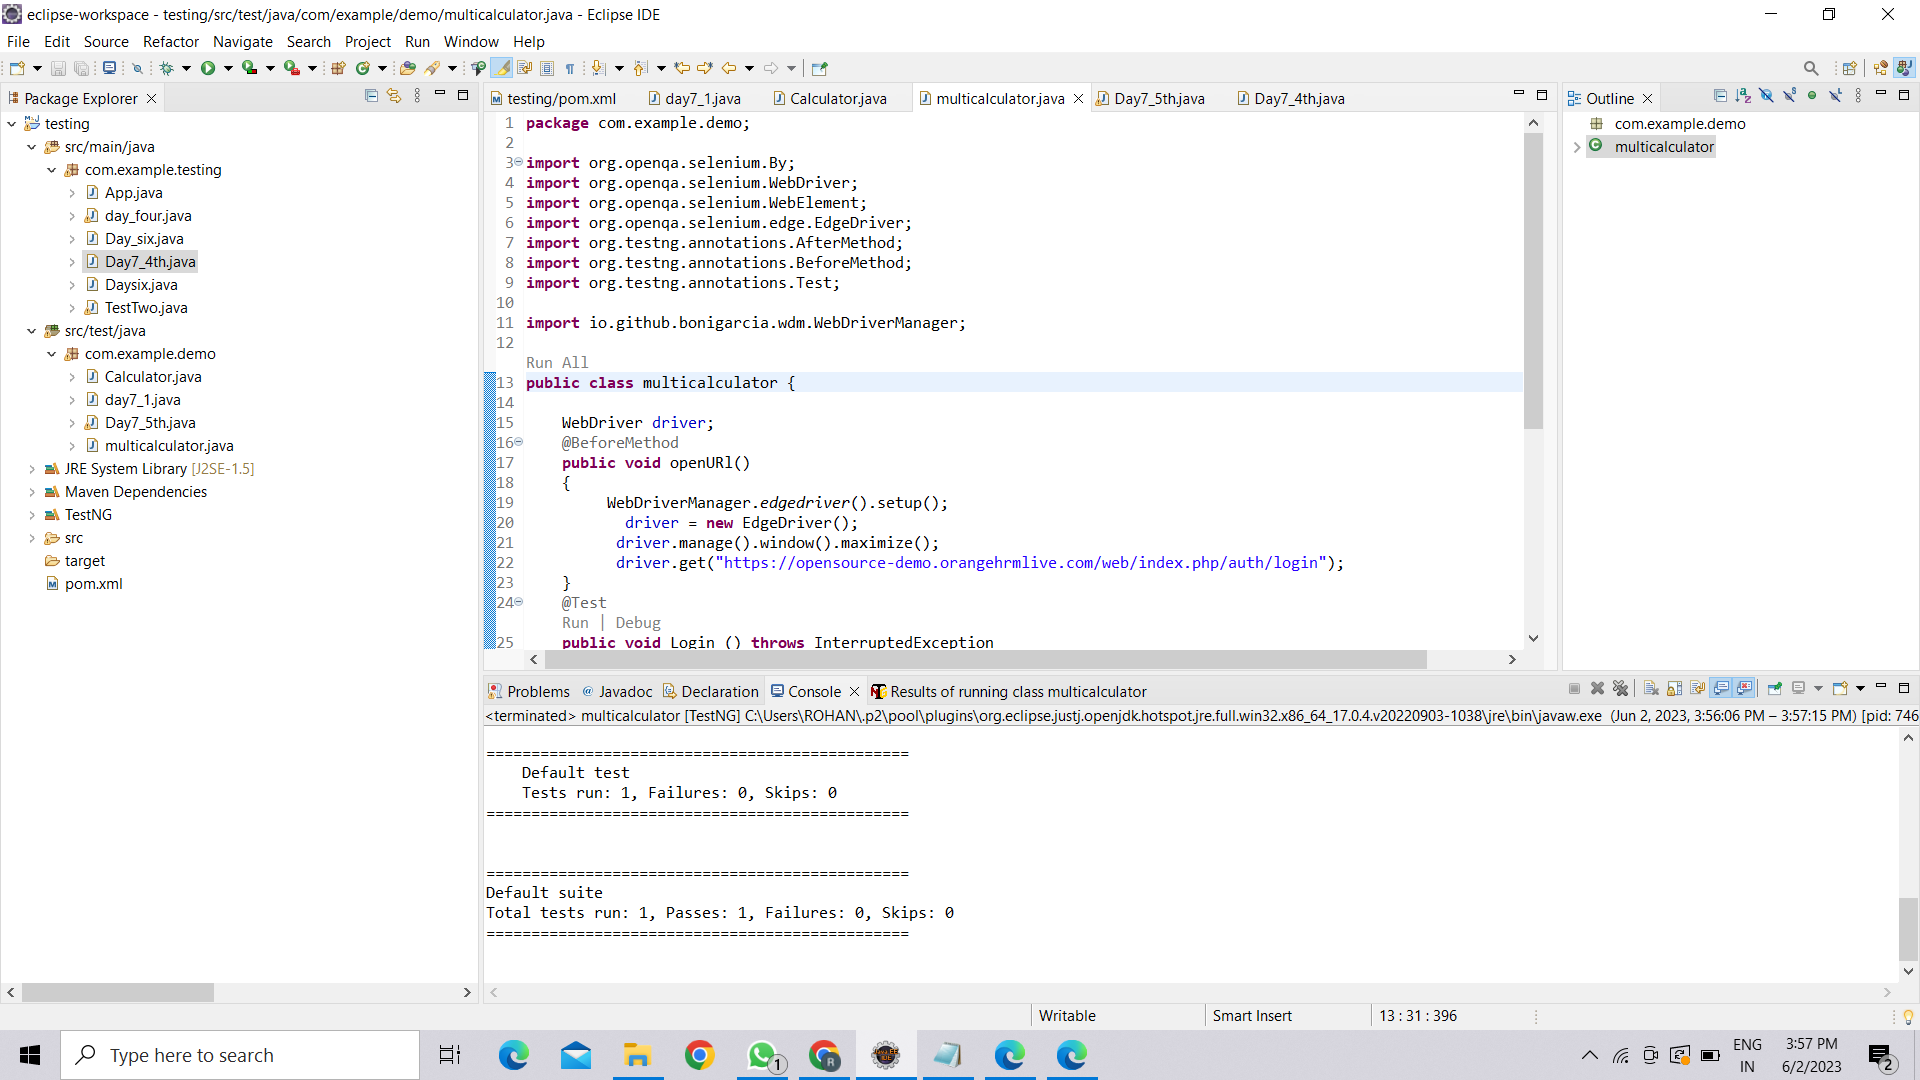 eclipse-workspace - testing/src/test/java/com/example/demo/multicalculator.java - Eclipse IDE
File Edit Source Refactor Navigate Search Project Run Window Help
Package Explorer
testing
src/main/java
com.example.testing
App.java
day_four.java
Day_six.java
Day7_4th.java
Daysix.java
TestTwo.java
src/test/java
com.example.demo
Calculator.java
day7_1.java
Day7_5th.java
multicalculator.java
JRE System Library [J2SE-1.5]
Maven Dependencies
TestNG
src
target
pom.xml
testing/pom.xml day7_1.java Calculator.java multicalculator.java Day7_5th.java Day7_4th.java
1 package com.example.demo;
2
3 import org.openqa.selenium.By;
4 import org.openqa.selenium.WebDriver;
5 import org.openqa.selenium.WebElement;
6 import org.openqa.selenium.edge.EdgeDriver;
7 import org.testng.annotations.AfterMethod;
8 import org.testng.annotations.BeforeMethod;
9 import org.testng.annotations.Test;
10
11 import io.github.bonigarcia.wdm.WebDriverManager;
12
Run All
13 public class multicalculator {
14
15 WebDriver driver;
16 @BeforeMethod
17 public void openURl()
18 {
19 WebDriverManager.edgedriver().setup();
20 driver = new EdgeDriver();
21 driver.manage().window().maximize();
22 driver.get("https://opensource-demo.orangehrmlive.com/web/index.php/auth/login");
23 }
24 @Test
Run | Debug
25 public void Login () throws InterruptedException
Outline
com.example.demo
multicalculator
Problems @ Javadoc Declaration Console Results of running class multicalculator
<terminated> multicalculator [TestNG] C:\Users\ROHAN\.p2\pool\plugins\org.eclipse.justj.openjdk.hotspot.jre.full.win32.x86_64_17.0.4.v20220903-1038\jre\bin\javaw.exe (Jun 2, 2023, 3:56:06 PM – 3:57:15 PM) [pid: 746
===============================================
Default test
Tests run: 1, Failures: 0, Skips: 0
===============================================
===============================================
Default suite
Total tests run: 1, Passes: 1, Failures: 0, Skips: 0
===============================================
Writable Smart Insert 13 : 31 : 396
Type here to search
1
R
ENG
IN
3:57 PM
6/2/2023
2